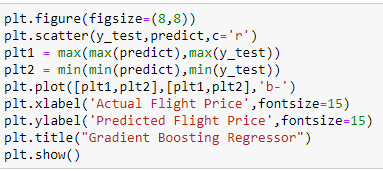 plt.figure(figsize=(8,8))
plt.scatter(y_test,predict,c='r')
plt1 = max(max(predict),max(y_test))
plt2 = min(min(predict),min(y_test))
plt.plot([plt1,plt2],[plt1,plt2],'b-')
plt.xlabel('Actual Flight Price',fontsize=15)
plt.ylabel('Predicted Flight Price',fontsize=15)
plt.title("Gradient Boosting Regressor")
plt.show()